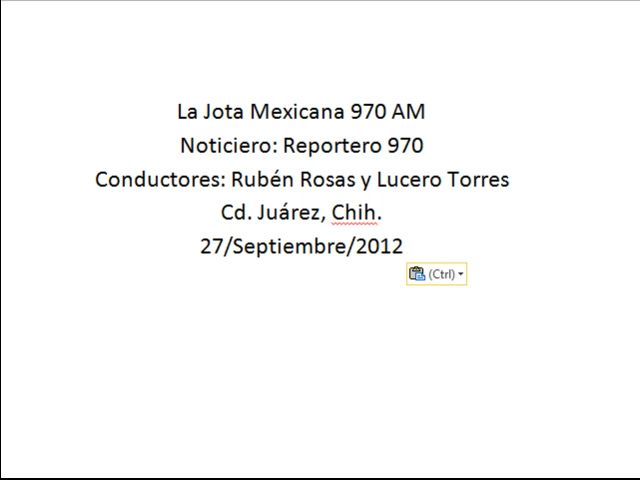 La Jota Mexicana 970 AM
Noticiero: Reportero 970
Conductores: Rubén Rosas y Lucero Torres
Cd. Juárez, Chih.
27/Septiembre/2012
(Ctrl)